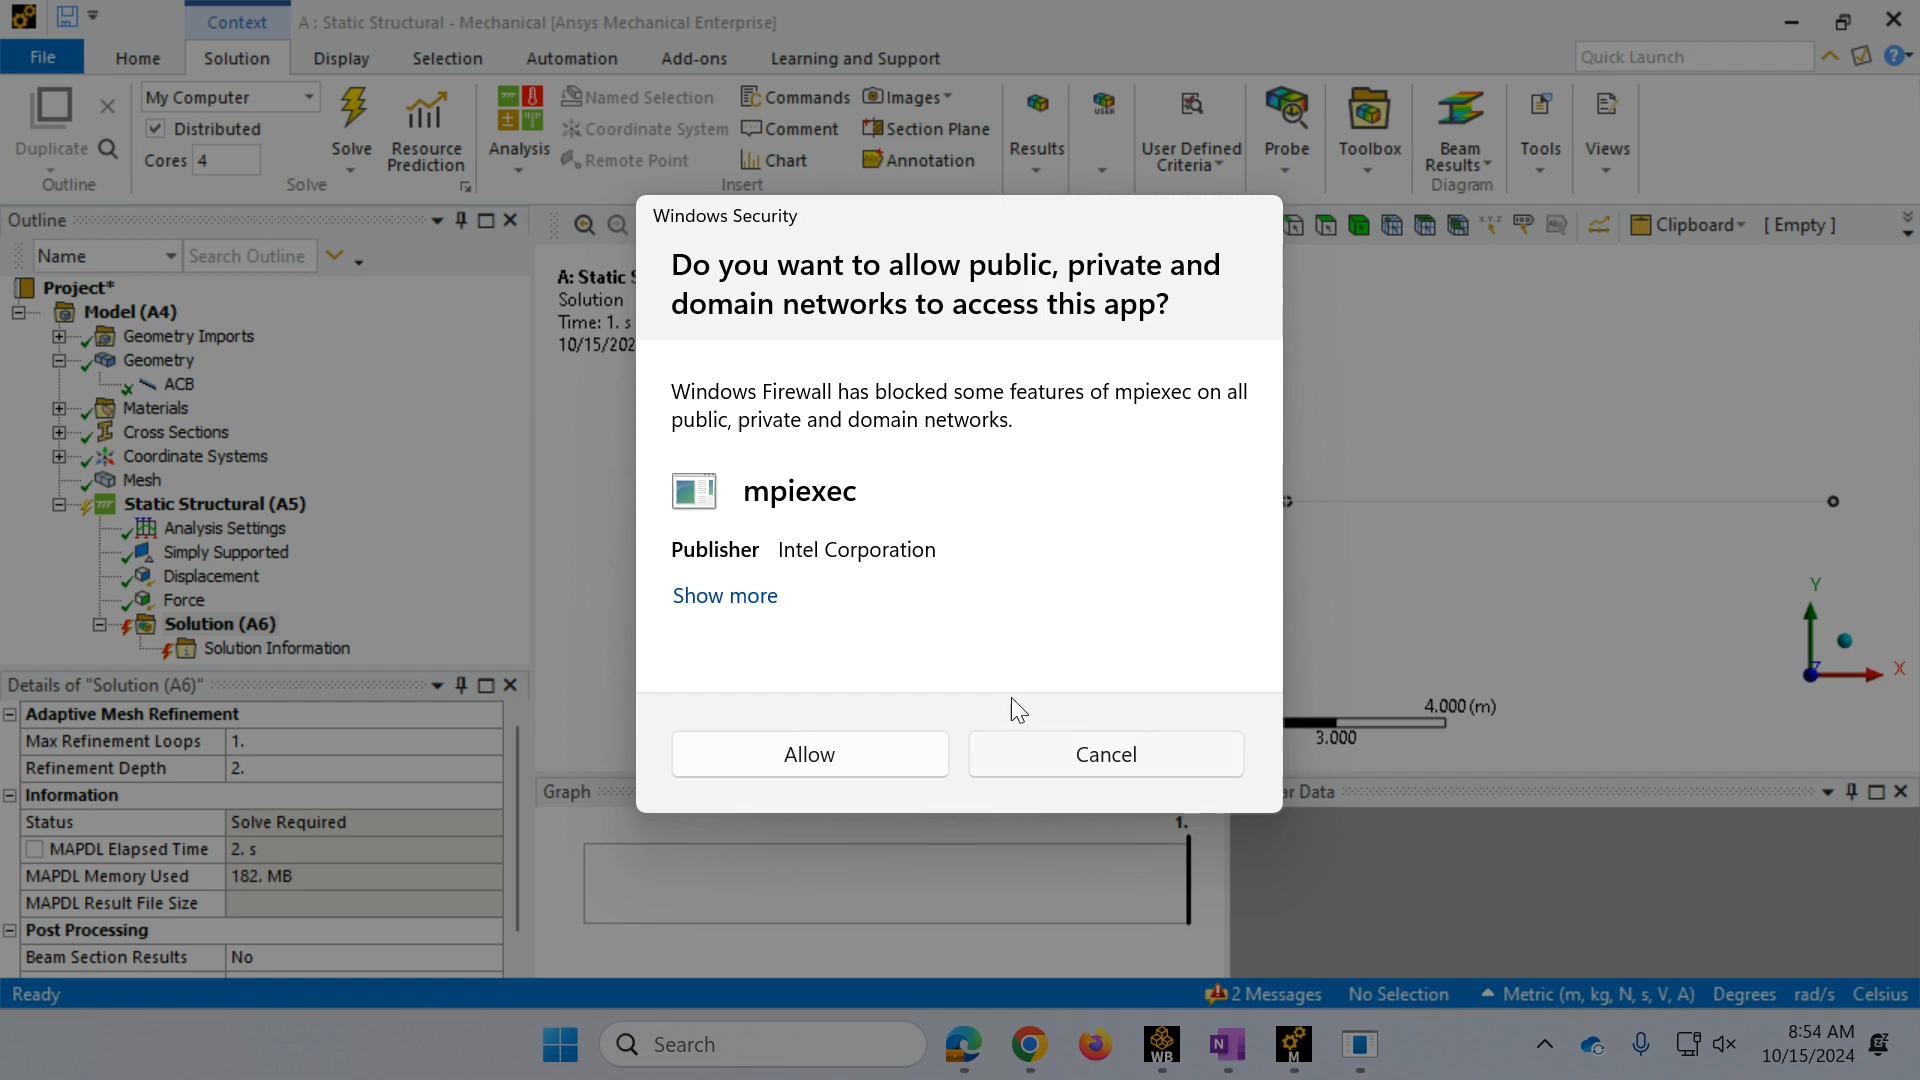 Context
A : Static Structural - Mechanical [Ansys Mechanical Enterprise]
File
Home
Solution
Display
Selection
Automation
Add-ons
Learning and Support
Quick Launch
Duplicate
Outline
My Computer
Distributed
Cores 4
Solve
Resource
Prediction
Solve
Analysis
Named Selection
Coordinate System
Remote Point
Commands
Comment
Chart
Images
Section Plane
Annotation
Insert
Results
USER
User Defined
Criteria
Probe
Toolbox
Beam
Results
Diagram
Tools
Views
Outline
Name
Search Outline
Project*
Model (A4)
Geometry Imports
Geometry
ACB
Materials
Cross Sections
Coordinate Systems
Mesh
Static Structural (A5)
Analysis Settings
Simply Supported
Displacement
Force
Solution (A6)
Solution Information
Clipboard
[ Empty ]
A: Static S
Solution
Time: 1. s
10/15/202
Windows Security
Do you want to allow public, private and
domain networks to access this app?
Windows Firewall has blocked some features of mpiexec on all
public, private and domain networks.
mpiexec
Publisher Intel Corporation
Show more
Allow
Cancel
Y
X
Z
4.000 (m)
3.000
Details of "Solution (A6)"
Adaptive Mesh Refinement
Max Refinement Loops 1.
Refinement Depth 2.
Information
Status Solve Required
MAPDL Elapsed Time 2. s
MAPDL Memory Used 182. MB
MAPDL Result File Size
Post Processing
Beam Section Results No
Graph
ar Data
1.
Ready
2 Messages
No Selection
Metric (m, kg, N, s, V, A)
Degrees
rad/s
Celsius
Search
WB
N
M
8:54 AM
10/15/2024